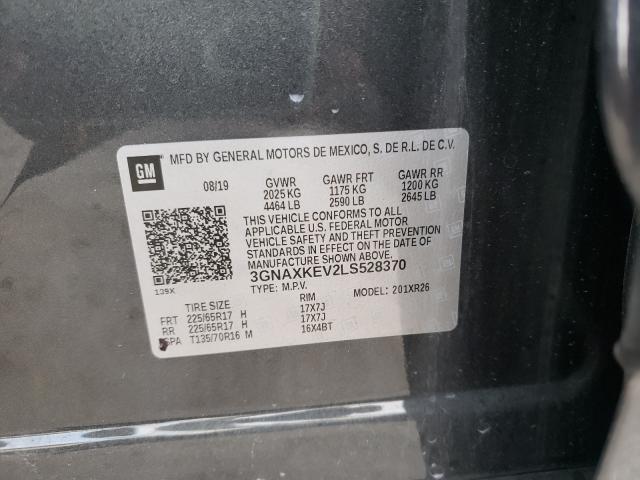 GM MFD BY GENERAL MOTORS DE MEXICO, S. DE R.L. DE C.V.
08/19 GVWR GAWR FRT GAWR RR
2025 KG 1175 KG 1200 KG
4464 LB 2590 LB 2645 LB
THIS VEHICLE CONFORMS TO ALL
APPLICABLE U.S. FEDERAL MOTOR
VEHICLE SAFETY AND THEFT PREVENTION
STANDARDS IN EFFECT ON THE DATE OF
MANUFACTURE SHOWN ABOVE.
139X 3GNAXKEV2LS528370
TYPE: M.P.V. MODEL: 201XR26
TIRE SIZE RIM
FRT 225/65R17 H 17X7J
RR 225/65R17 H 17X7J
SPA T135/70R16 M 16X4BT